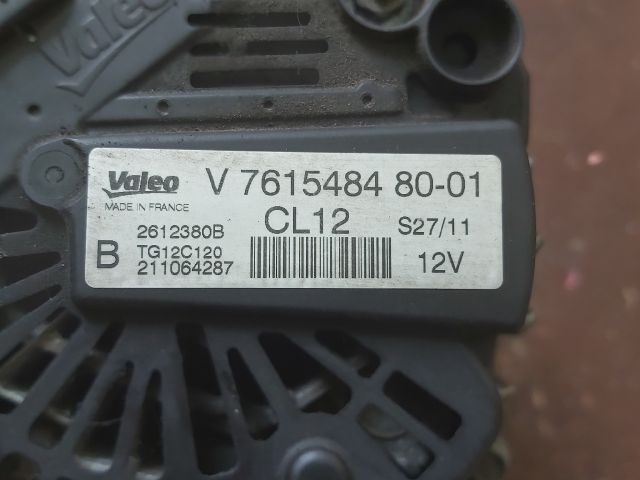 Valeo
Valeo V 7615484 80-01
MADE IN FRANCE
CL12 S27/11
2612380B
B TG12C120
211064287 12V